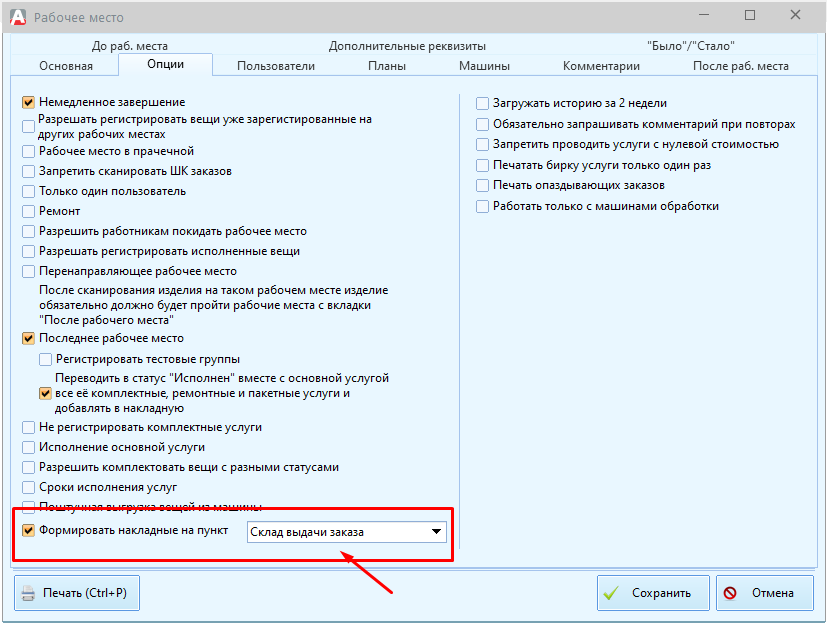 Рабочее место
До раб. места
Дополнительные реквизиты
"Было"/"Стало"
Основная
Опции
Пользователи
Планы
Машины
Комментарии
После раб. места
Немедленное завершение
Разрешать регистрировать вещи уже зарегистрированные на
других рабочих местах
Рабочее место в прачечной
Запретить сканировать ШК заказов
Только один пользователь
Ремонт
Разрешить работникам покидать рабочее место
Разрешать регистрировать исполненные вещи
Перенаправляющее рабочее место
После сканирования изделия на таком рабочем месте изделие
обязательно должно будет пройти рабочие места с вкладки
"После рабочего места"
Последнее рабочее место
Регистрировать тестовые группы
Переводить в статус "Исполнен" вместе с основной услугой
все её комплектные, ремонтные и пакетные услуги и
добавлять в накладную
Не регистрировать комплектные услуги
Исполнение основной услуги
Разрешить комплектовать вещи с разными статусами
Сроки исполнения услуг
Поштучная выгрузка вещей из машины
Формировать накладные на пункт
Склад выдачи заказа
Загружать историю за 2 недели
Обязательно запрашивать комментарий при повторах
Запретить проводить услуги с нулевой стоимостью
Печатать бирку услуги только один раз
Печать опаздывающих заказов
Работать только с машинами обработки
Печать (Ctrl+P)
Сохранить
Отмена